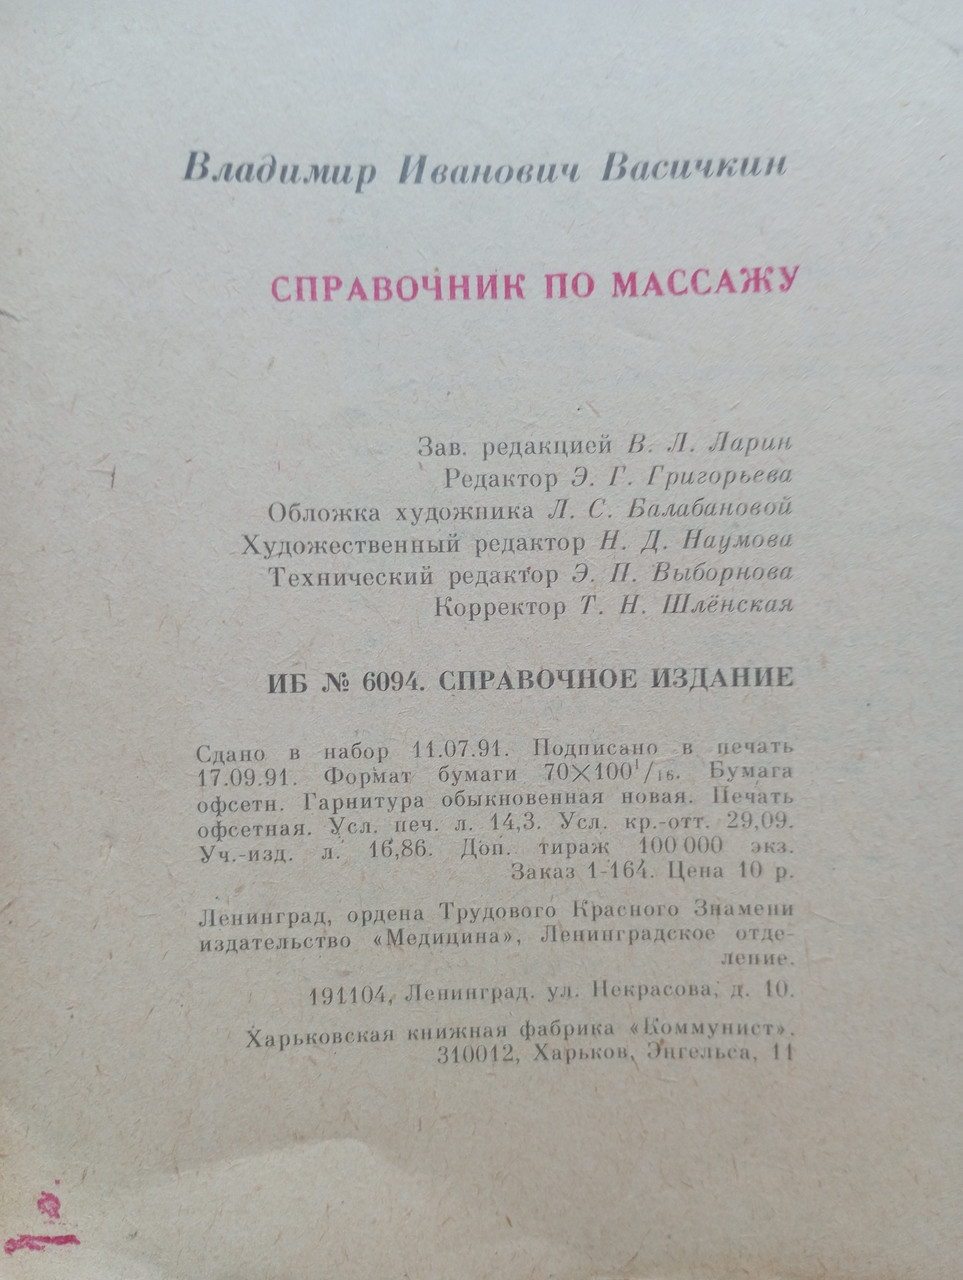 Владимир Иванович Васичкин
СПРАВОЧНИК ПО МАССАЖУ
Зав. редакцией В. Л. Ларин
Редактор Э. Г. Григорьева
Обложка художника Л. С. Балабановой
Художественный редактор Н. Д. Наумова
Технический редактор Э. П. Выборнова
Корректор Т. Н. Шлёнская
ИБ № 6094. СПРАВОЧНОЕ ИЗДАНИЕ
Сдано в набор 11.07.91. Подписано в печать
17.09.91. Формат бумаги 70×100¹/₁₆. Бумага
офсетн. Гарнитура обыкновенная новая. Печать
офсетная. Усл. печ. л. 14,3. Усл. кр.-отт. 29,09.
Уч.-изд. л. 16,86. Доп. тираж 100 000 экз.
Заказ 1-164. Цена 10 р.
Ленинград, ордена Трудового Красного Знамени
издательство «Медицина», Ленинградское отде-
ление.
191104, Ленинград. ул. Некрасова, д. 10.
Харьковская книжная фабрика «Коммунист».
310012, Харьков, Энгельса, 11